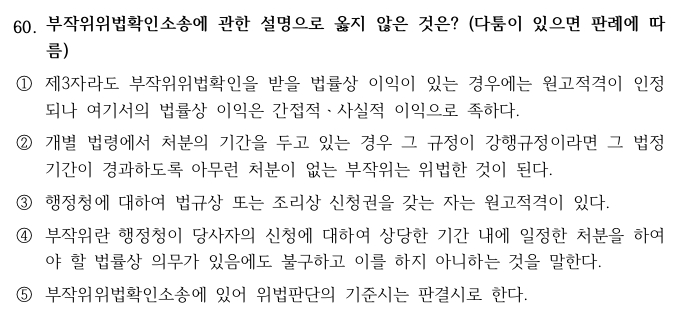 60. 부작위위법확인소송에 관한 설명으로 옳지 않은 것은? (다툼이 있으면 판례에 따
름)
① 제3자라도 부작위위법확인을 받을 법률상 이익이 있는 경우에는 원고적격이 인정
되나 여기서의 법률상 이익은 간접적·사실적 이익으로 족하다.
② 개별 법령에서 처분의 기간을 두고 있는 경우 그 규정이 강행규정이라면 그 법정
기간이 경과하도록 아무런 처분이 없는 부작위는 위법한 것이 된다.
③ 행정청에 대하여 법규상 또는 조리상 신청권을 갖는 자는 원고적격이 있다.
④ 부작위란 행정청이 당사자의 신청에 대하여 상당한 기간 내에 일정한 처분을 하여
야 할 법률상 의무가 있음에도 불구하고 이를 하지 아니하는 것을 말한다.
⑤ 부작위위법확인소송에 있어 위법판단의 기준시는 판결시로 한다.